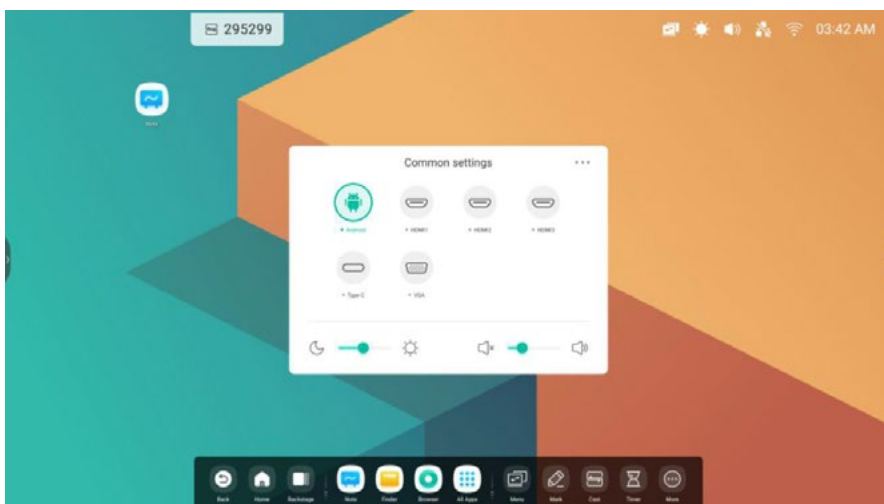 295299
03:42 AM
Note
Common settings
Android
HDMI1
HDMI2
HDMI3
Type-C
VGA
Back
Home
Backstage
Note
Finder
Browser
All Apps
Menu
Mark
Cast
Timer
More